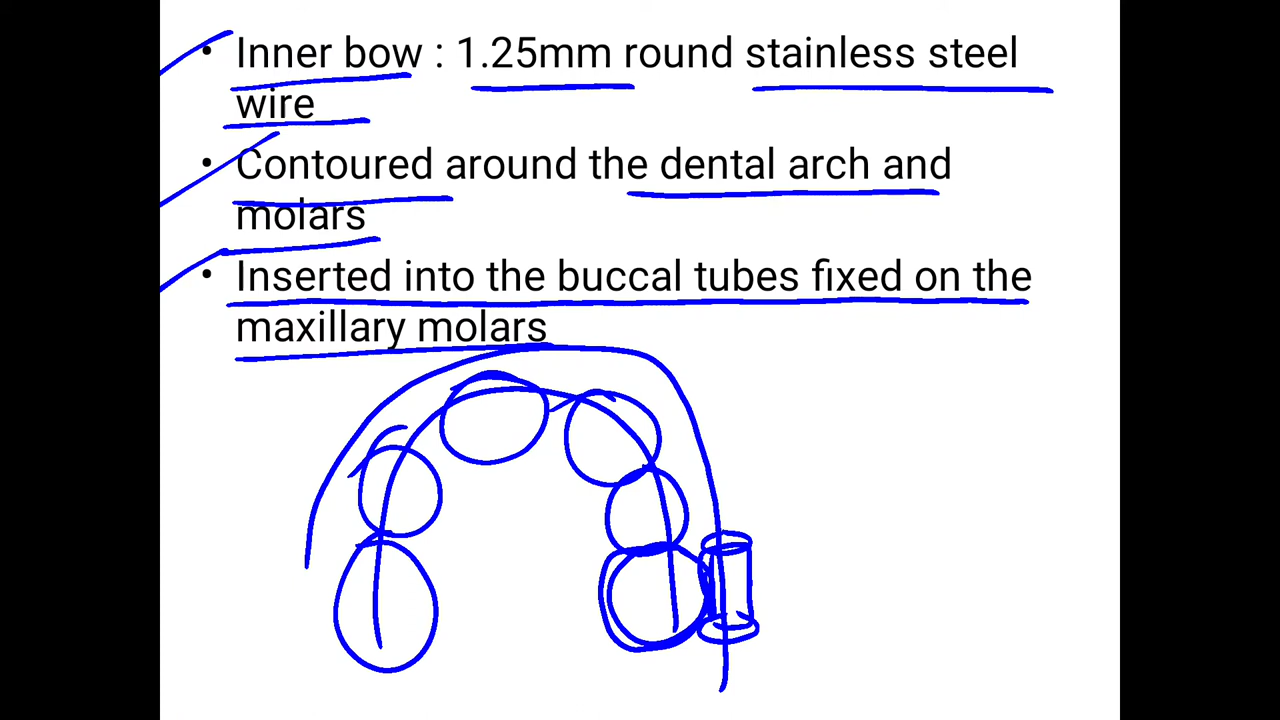 • Inner bow : 1.25mm round stainless steel
wire
• Contoured around the dental arch and
molars
• Inserted into the buccal tubes fixed on the
maxillary molars